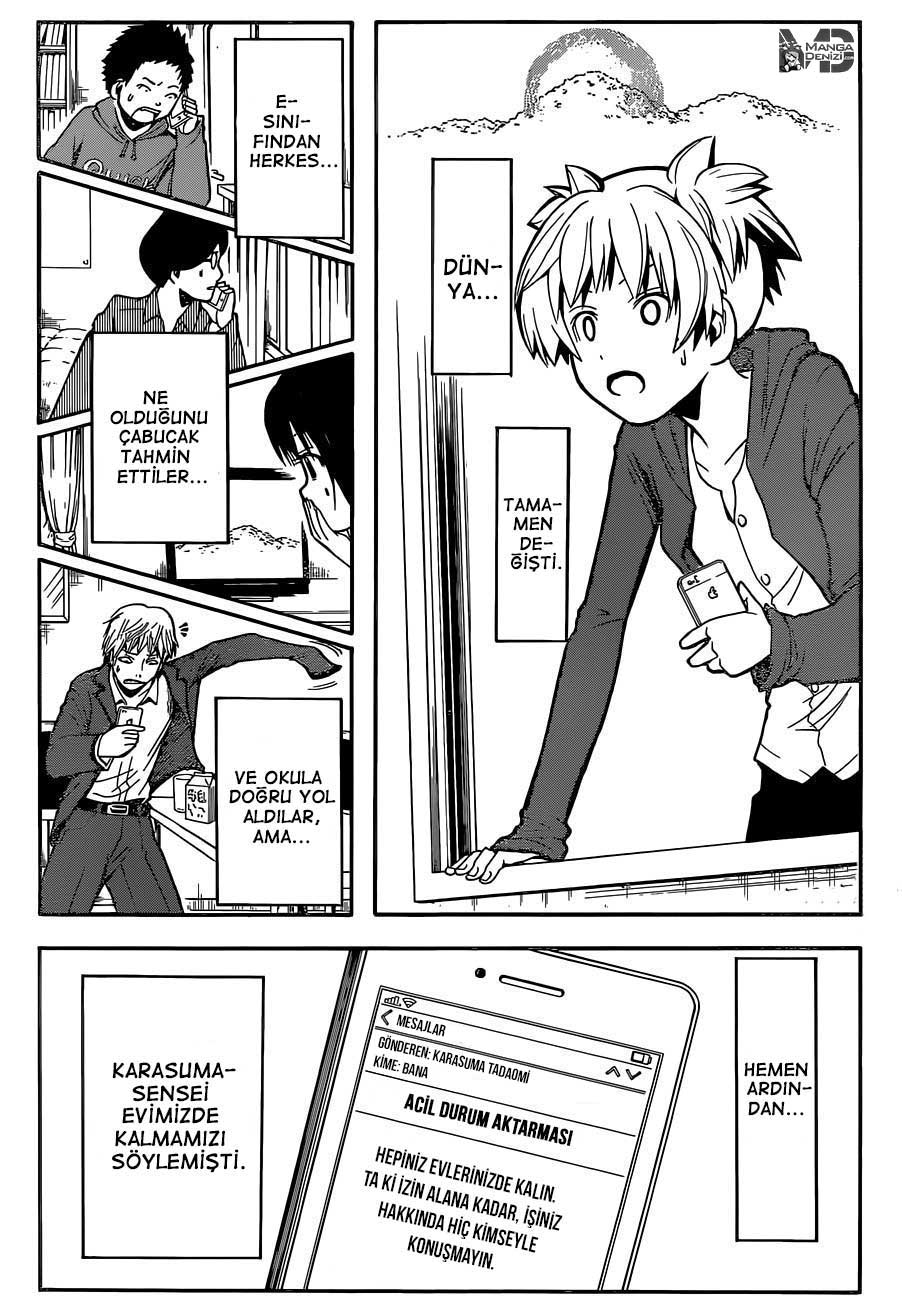 MD
MANGA
DENİZİ.com
DÜN-
YA...
TAMA-
MEN
DE-
ĞİŞTİ.
E-
SINI-
FINDAN
HERKES...
Quick
NE
OLDUĞUNU
ÇABUCAK
TAHMİN
ETTİLER...
VE OKULA
DOĞRU YOL
ALDILAR,
AMA...
HEMEN
ARDIN-
DAN...
MESAJLAR
GÖNDEREN: KARASUMA TADAOMİ
KİME: BANA
ACİL DURUM AKTARMASI
HEPİNİZ EVLERİNİZDE KALIN.
TA Kİ İZİN ALANA KADAR, İŞİNİZ
HAKKINDA HİÇ KİMSEYLE
KONUŞMAYIN.
KARASUMA-
SENSEİ
EVİMİZDE
KALMAMIZI
SÖYLEMİŞTİ.